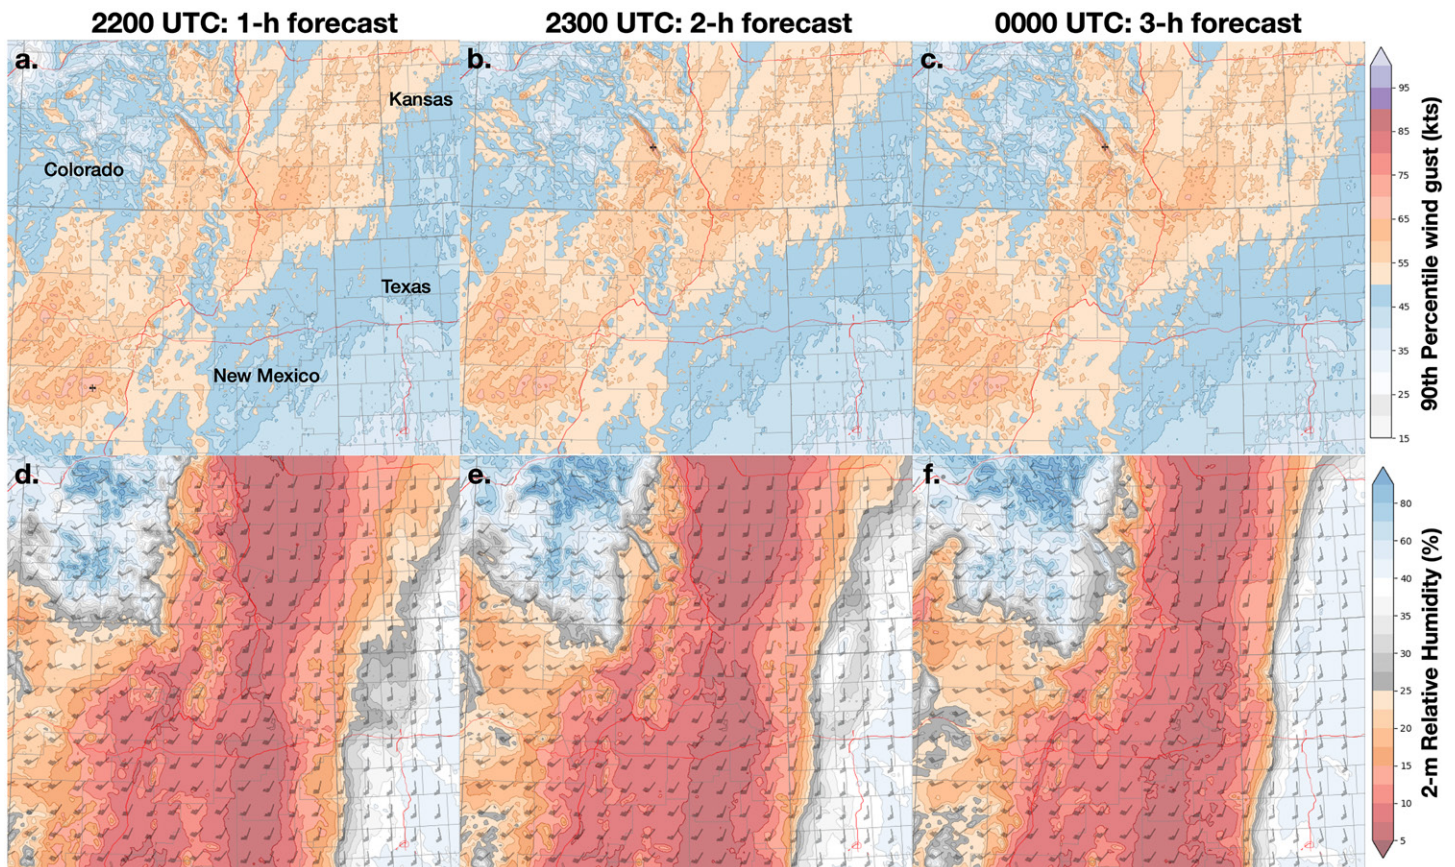 2200 UTC: 1-h forecast
2300 UTC: 2-h forecast
0000 UTC: 3-h forecast
a.
b.
c.
Kansas
Colorado
Texas
New Mexico
95
85
75
65
55
45
35
25
15
90th Percentile wind gust (kts)
d.
e.
f.
80
60
40
35
30
25
20
15
10
5
2-m Relative Humidity (%)